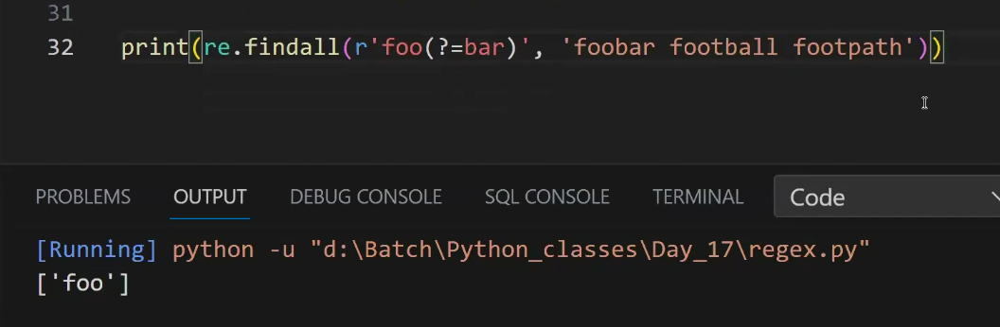 31
32 print(re.findall(r'foo(?=bar)', 'foobar football footpath'))
PROBLEMS OUTPUT DEBUG CONSOLE SQL CONSOLE TERMINAL Code
[Running] python -u "d:\Batch\Python_classes\Day_17\regex.py"
['foo']